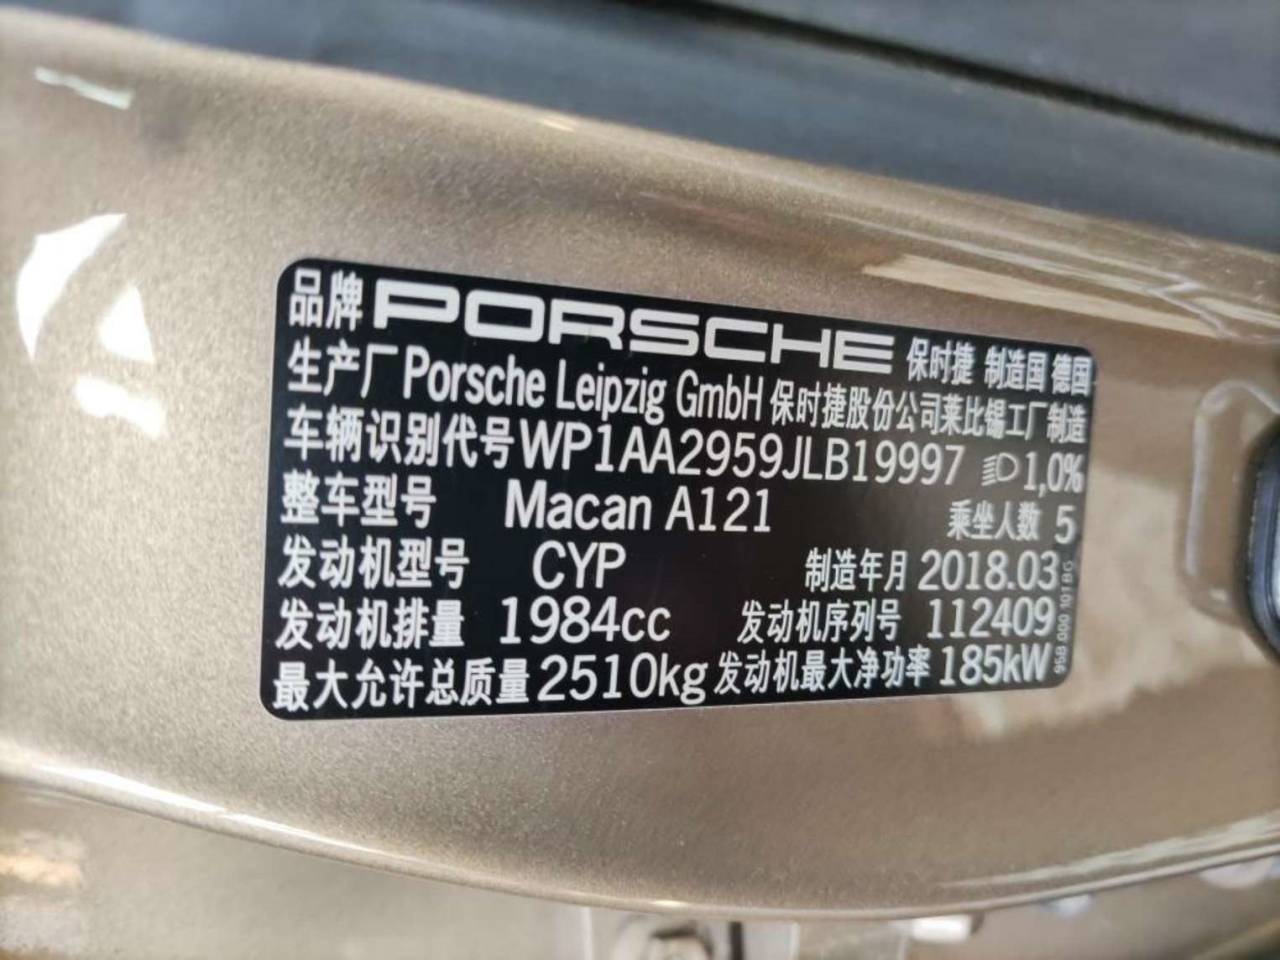 品牌 PORSCHE 保时捷 制造国 德国
生产厂 Porsche Leipzig GmbH 保时捷股份公司莱比锡工厂制造
车辆识别代号 WP1AA2959JLB19997 1,0%
整车型号 Macan A121 乘坐人数 5
发动机型号 CYP 制造年月 2018.03
发动机排量 1984cc 发动机序列号 112409
最大允许总质量 2510kg 发动机最大净功率 185kW
95B 000 101 BG